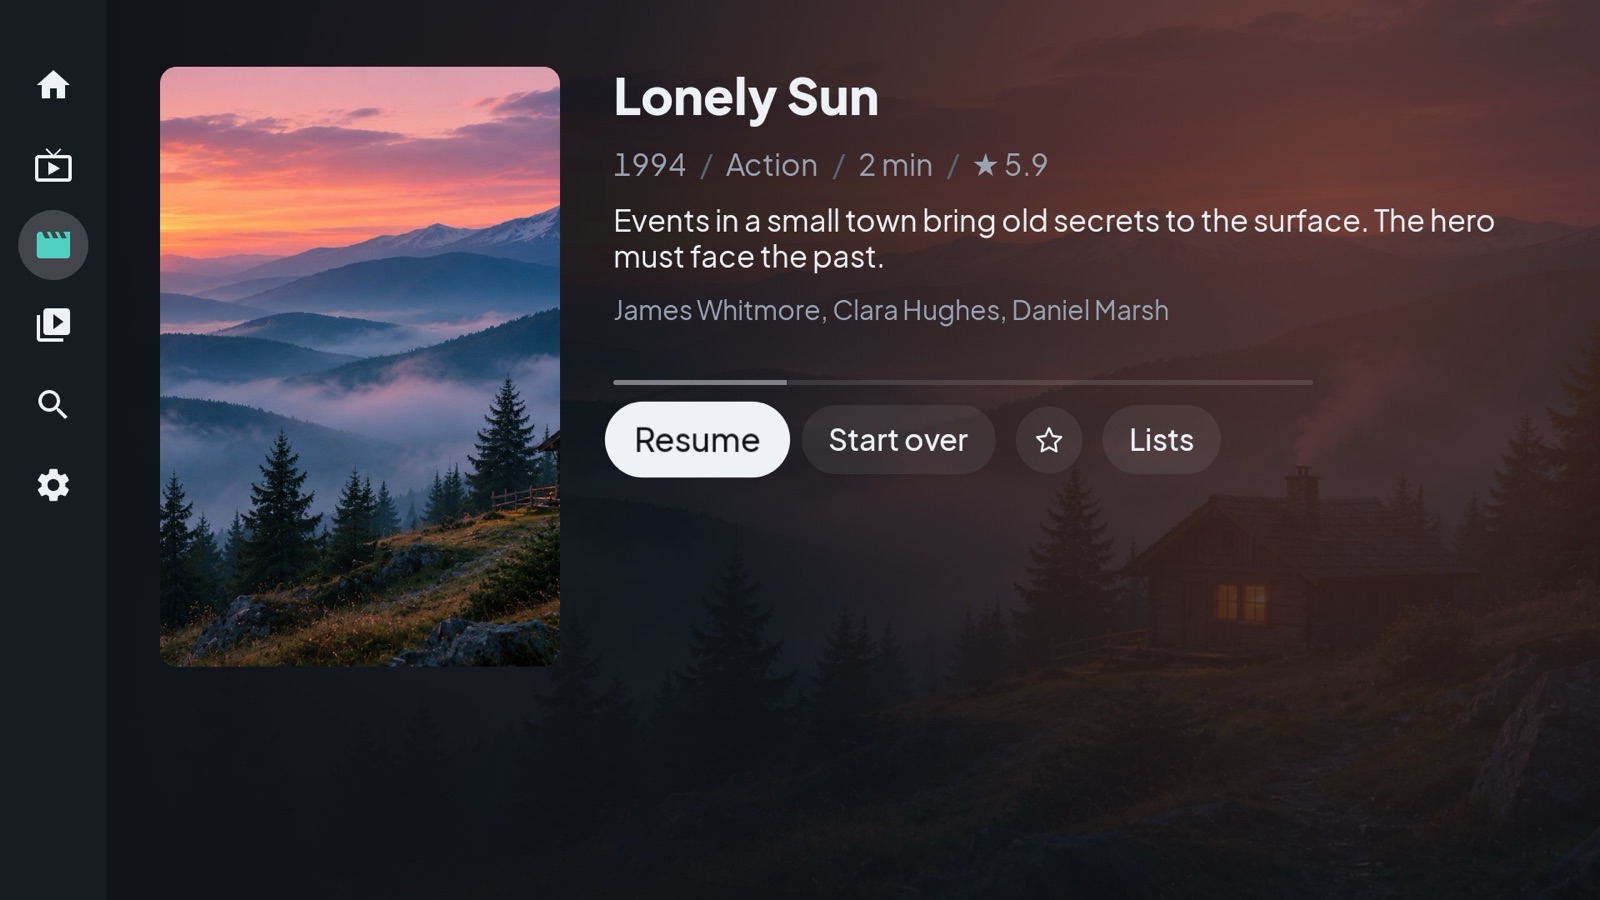 Lonely Sun
1994 / Action / 2 min / ★ 5.9
Events in a small town bring old secrets to the surface. The hero
must face the past.
James Whitmore, Clara Hughes, Daniel Marsh
Resume Start over Lists